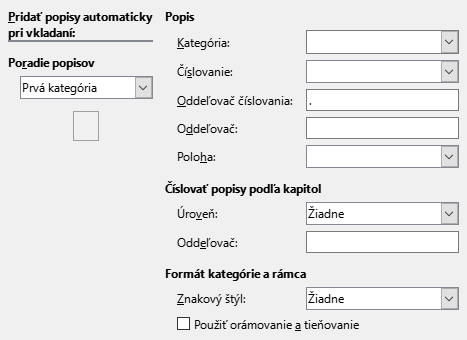 Pridať popisy automaticky
pri vkladaní:
Poradie popisov
Prvá kategória
Popis
Kategória:
Číslovanie:
Oddeľovač číslovania: .
Oddeľovač:
Poloha:
Číslovať popisy podľa kapitol
Úroveň: Žiadne
Oddeľovač:
Formát kategórie a rámca
Znakový štýl: Žiadne
Použiť orámovanie a tieňovanie